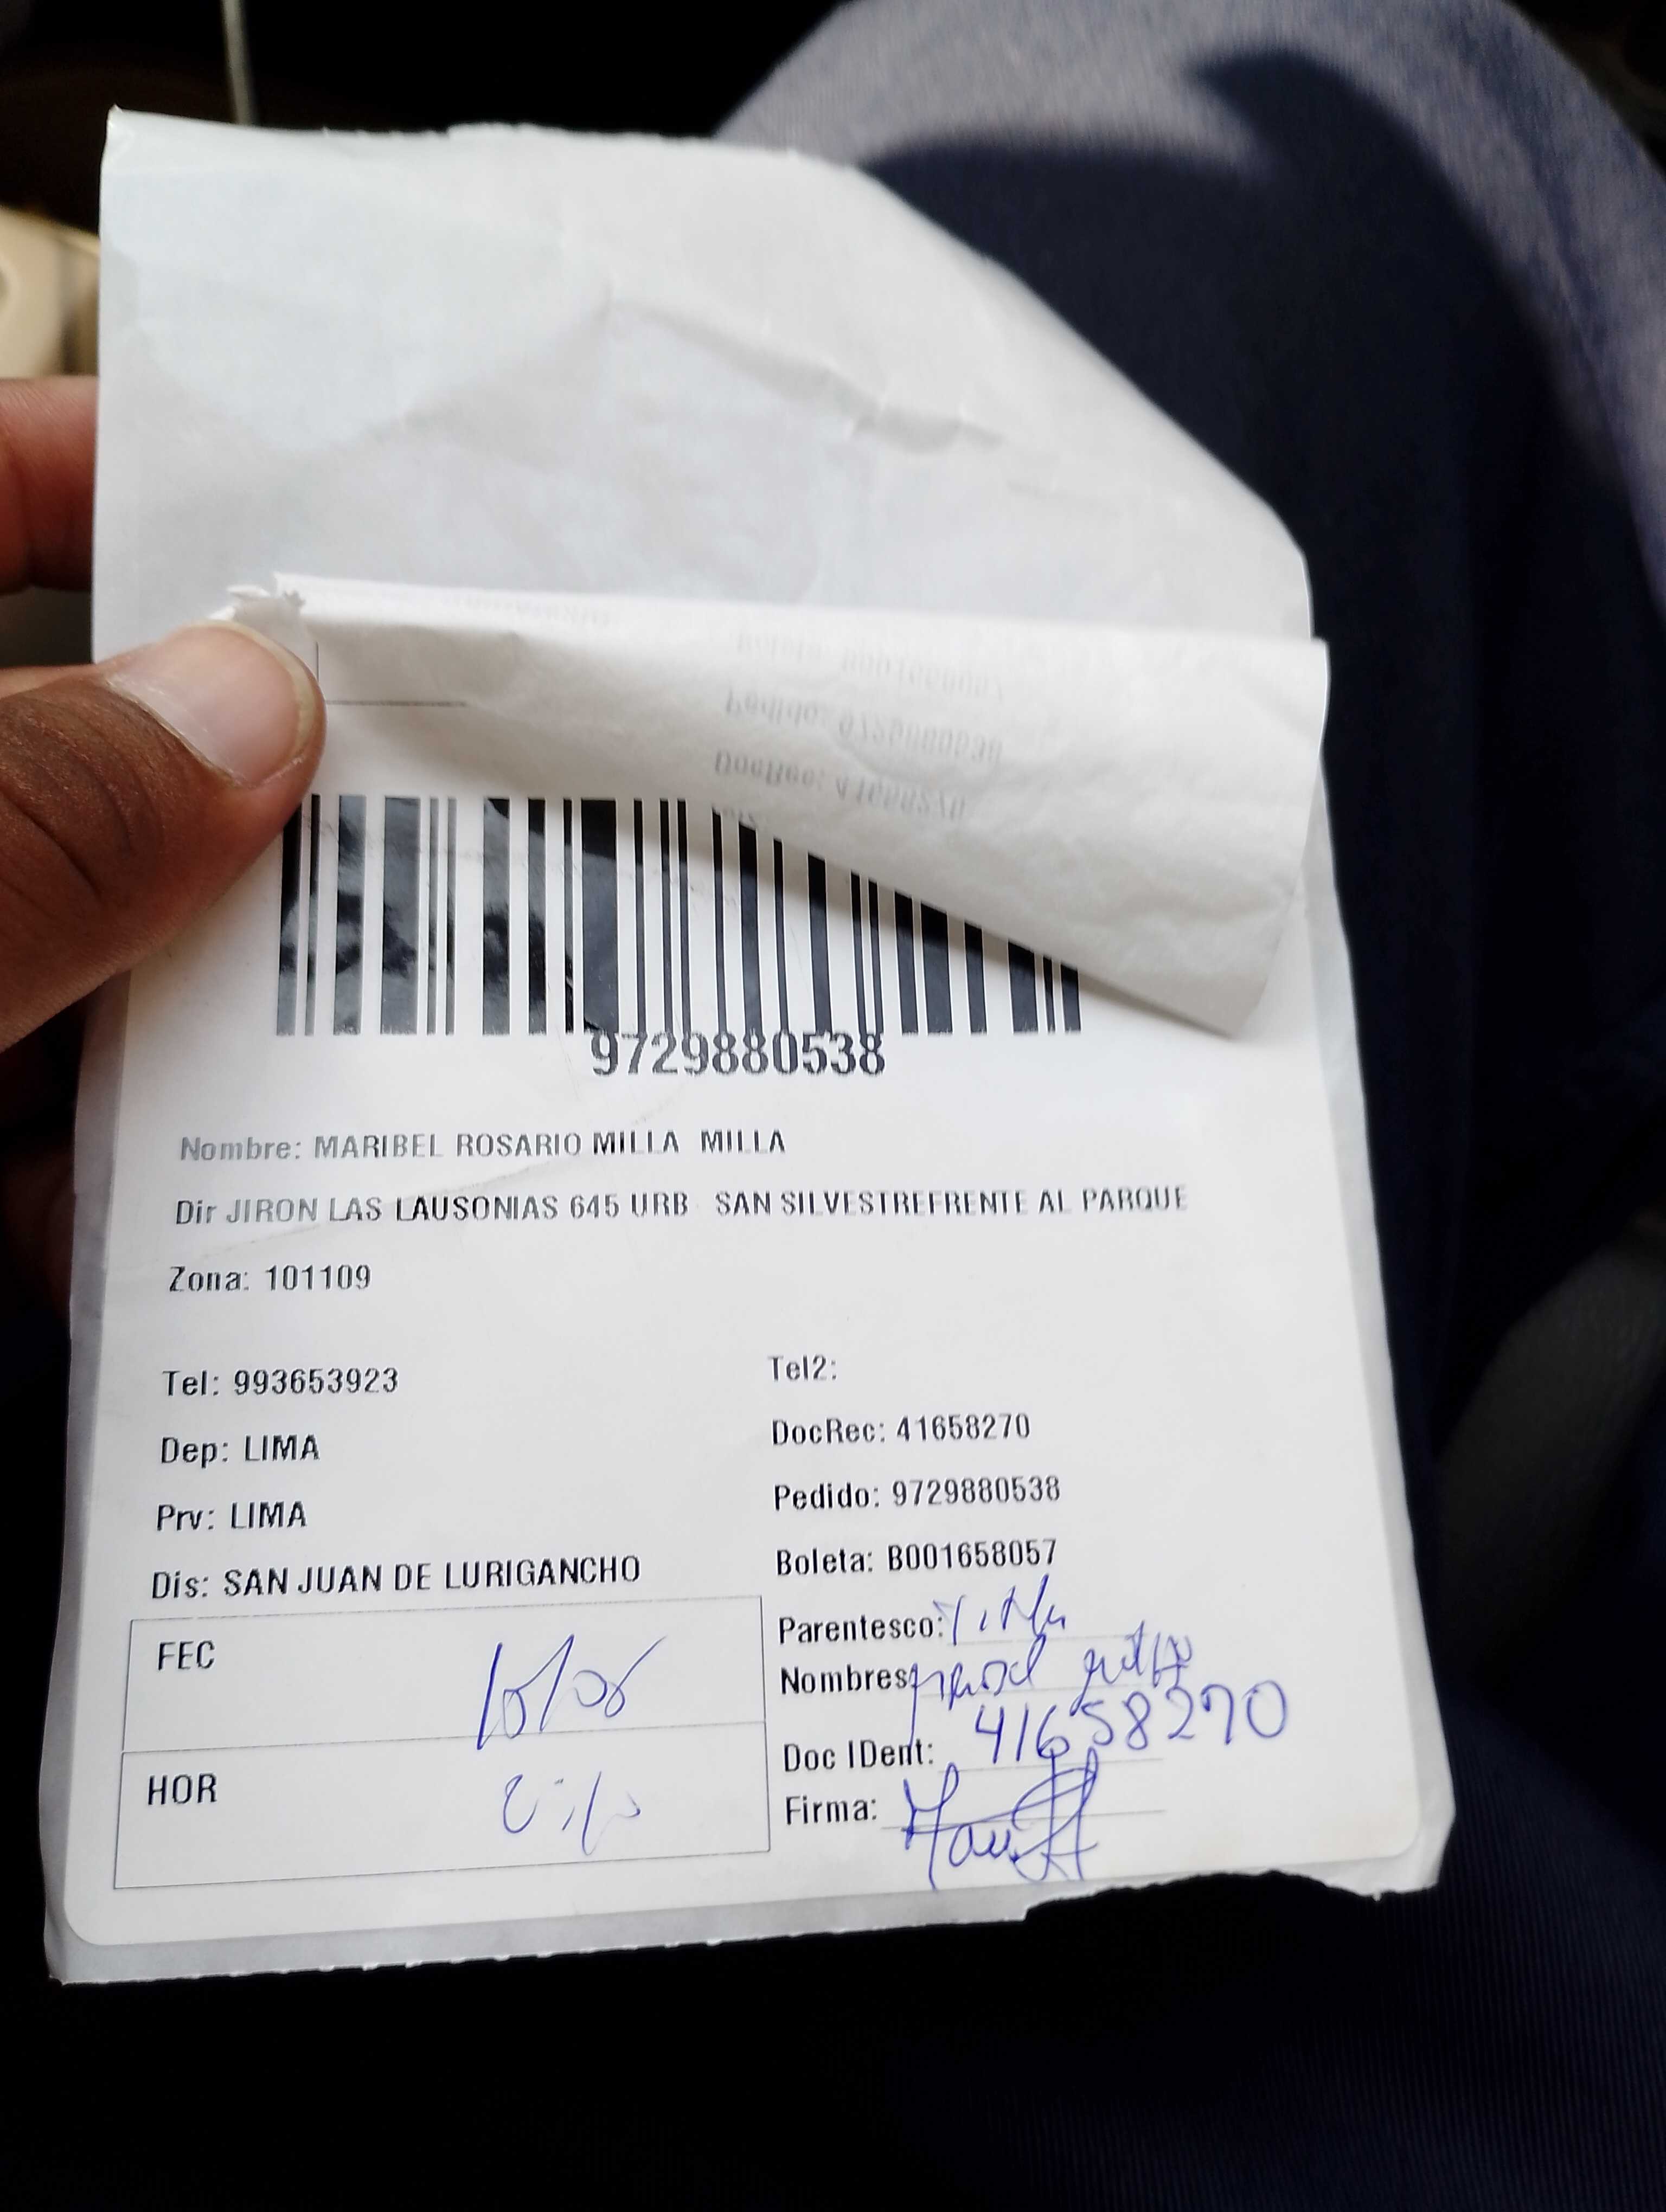 9729880538
Nombre: MARIBEL ROSARIO MILLA MILLA
Dir JIRON LAS LAUSONIAS 645 URB SAN SILVESTREFRENTE AL PARQUE
Zona: 101109
Tel: 993653923
Tel2:
Dep: LIMA
DocRec: 41658270
Prv: LIMA
Pedido: 9729880538
Dis: SAN JUAN DE LURIGANCHO
Boleta: B001658057
FEC
Parentesco:
Nombres:
Doc IDent: 41658270
HOR
Firma: